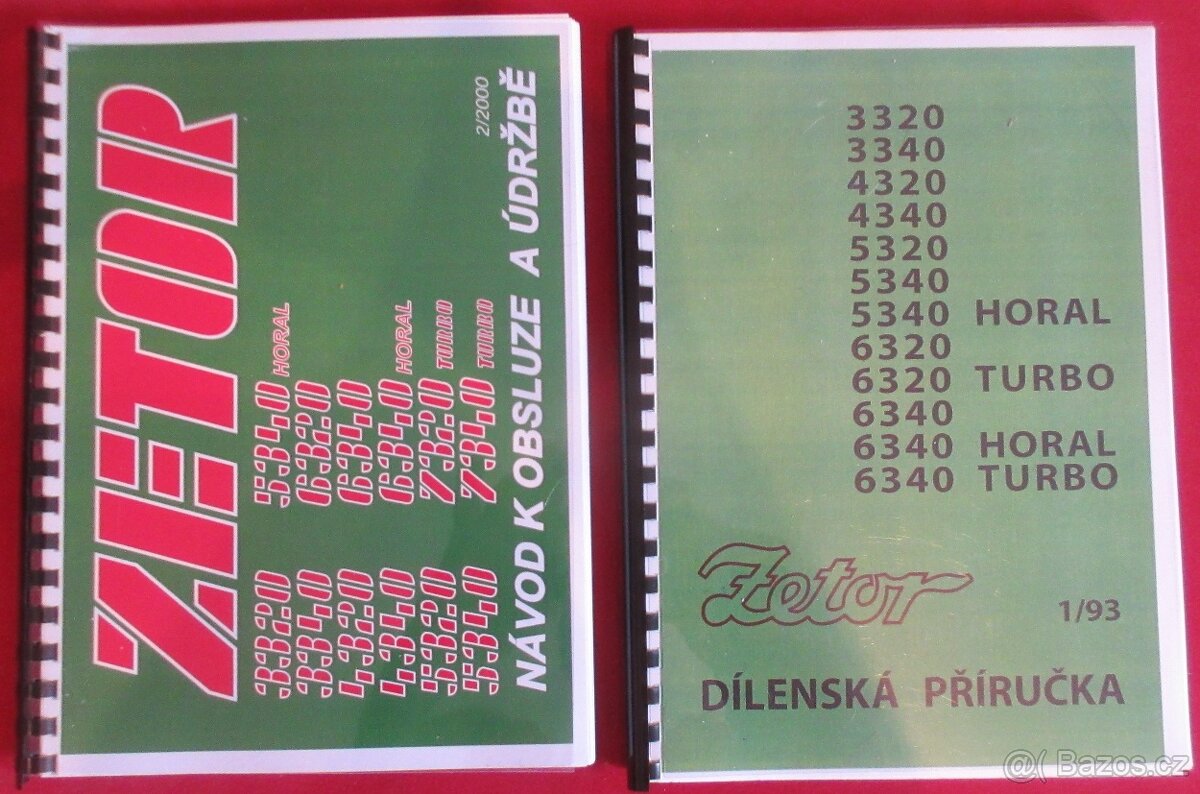 ZETOR
3320
3340
4320
4340
5320
5340
5340 HORAL
6320
6340
6340 HORAL
7320 TURBO
7340 TURBO
2/2000
NÁVOD K OBSLUZE A ÚDRŽBĚ
3320
3340
4320
4340
5320
5340
5340 HORAL
6320
6320 TURBO
6340
6340 HORAL
6340 TURBO
Zetor
1/93
DÍLENSKÁ PŘÍRUČKA
@( Bazos.cz